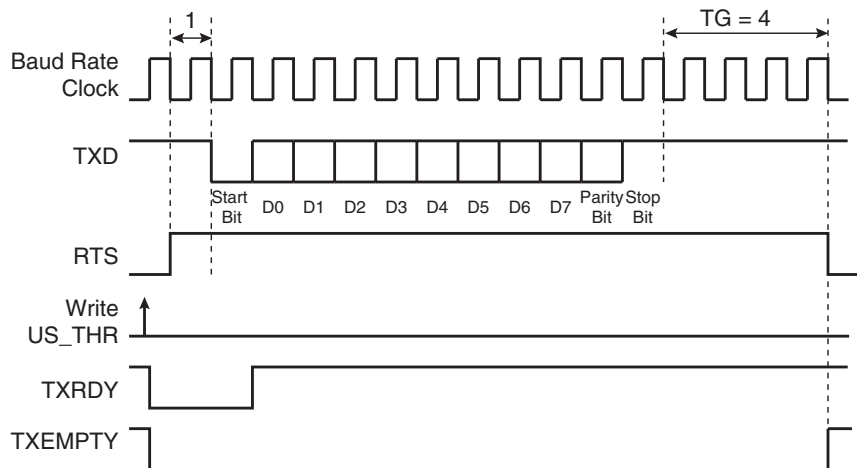 1
TG = 4
Baud Rate
Clock
TXD
Start
Bit
D0
D1
D2
D3
D4
D5
D6
D7
Parity
Bit
Stop
Bit
RTS
Write
US_THR
TXRDY
TXEMPTY